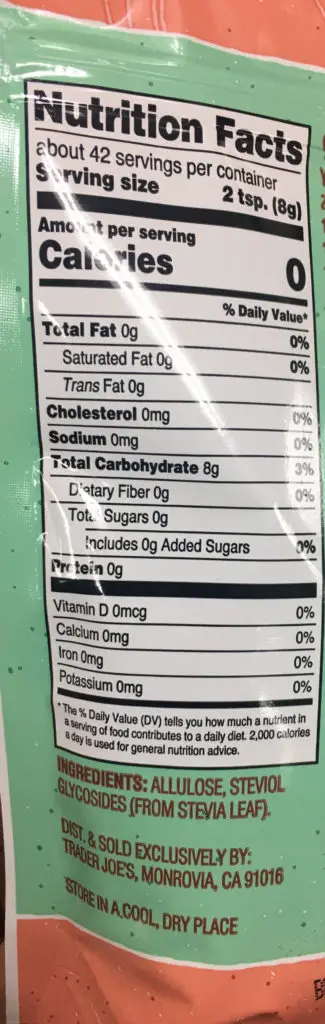 Nutrition Facts
about 42 servings per container
Serving size 2 tsp. (8g)
Amount per serving
Calories 0
% Daily Value*
Total Fat 0g 0%
Saturated Fat 0g 0%
Trans Fat 0g
Cholesterol 0mg 0%
Sodium 0mg 0%
Total Carbohydrate 8g 3%
Dietary Fiber 0g 0%
Total Sugars 0g
Includes 0g Added Sugars 0%
Protein 0g
Vitamin D 0mcg 0%
Calcium 0mg 0%
Iron 0mg 0%
Potassium 0mg 0%
* The % Daily Value (DV) tells you how much a nutrient in
a serving of food contributes to a daily diet. 2,000 calories
a day is used for general nutrition advice.
INGREDIENTS: ALLULOSE, STEVIOL
GLYCOSIDES (FROM STEVIA LEAF).
DIST. & SOLD EXCLUSIVELY BY:
TRADER JOE'S, MONROVIA, CA 91016
STORE IN A COOL, DRY PLACE